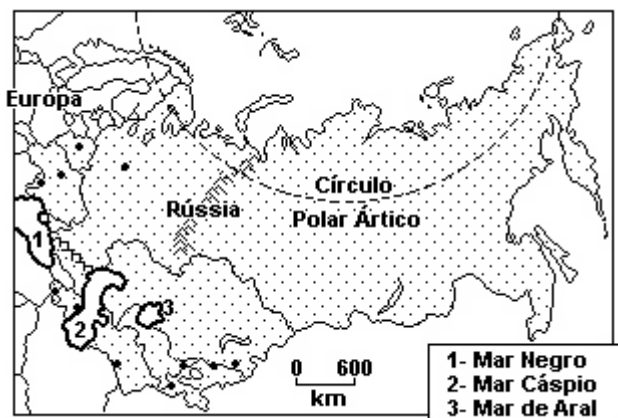 Europa
Rússia
Círculo
Polar Ártico
1
2
3
0 600
km
1- Mar Negro
2- Mar Cáspio
3- Mar de Aral